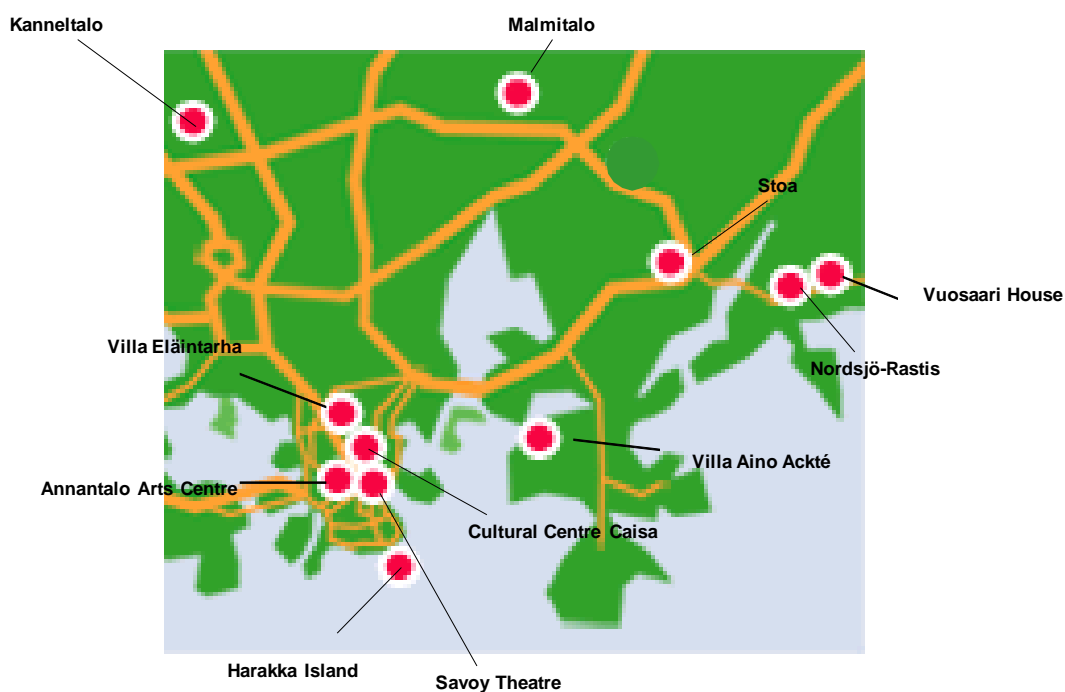 Kanneltalo
Malmitalo
Stoa
Vuosaari House
Villa Eläintarha
Nordsjö-Rastis
Villa Aino Ackté
Annantalo Arts Centre
Cultural Centre Caisa
Harakka Island
Savoy Theatre